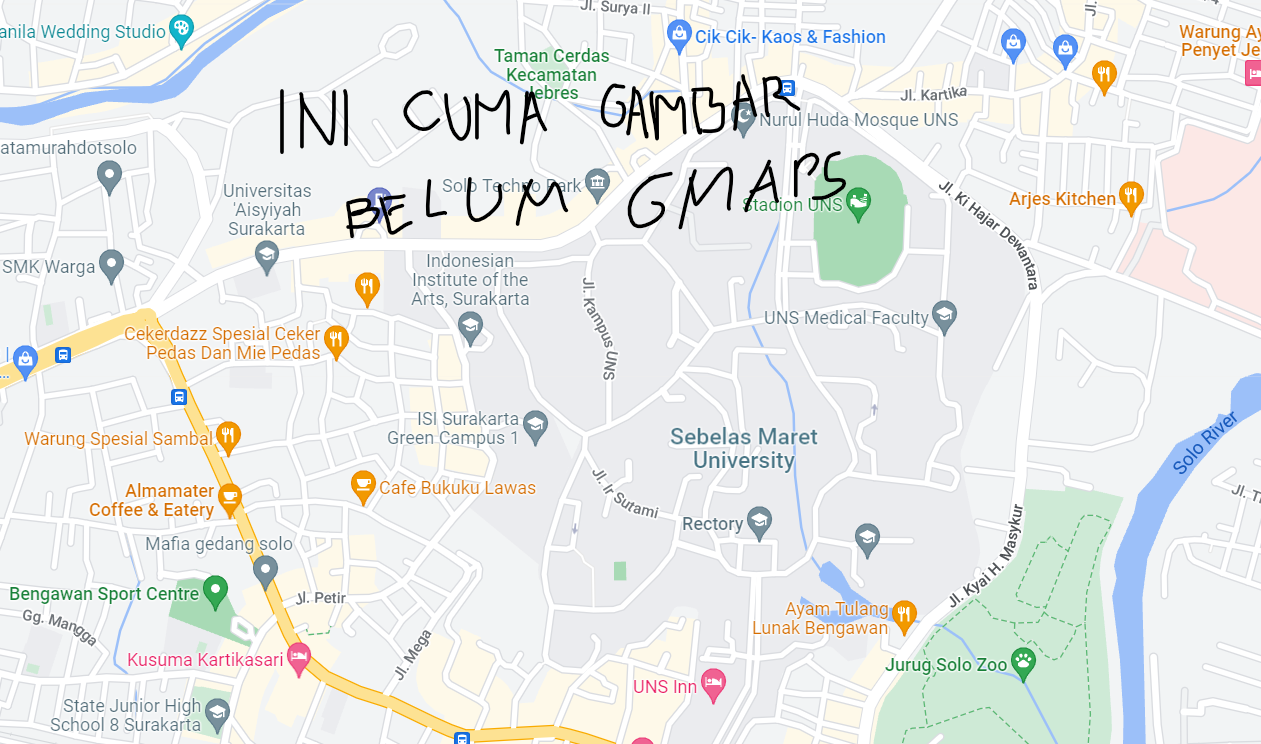 Jl. Surya II
Manila Wedding Studio
Cik Cik- Kaos & Fashion
Warung Ay
Penyet Je
Taman Cerdas
Kecamatan
Jebres
Jl. Kartika
INI CUMA GAMBAR
Nurul Huda Mosque UNS
atamurahdotsolo
BELUM GMAPS
Universitas
'Aisyiyah
Surakarta
Solo Techno Park
Stadion UNS
Jl. Ki Hajar Dewantara
Arjes Kitchen
SMK Warga
Indonesian
Institute of the
Arts, Surakarta
Jl. Kampus UNS
UNS Medical Faculty
Cekerdazz Spesial Ceker
Pedas Dan Mie Pedas
Warung Spesial Sambal
ISI Surakarta
Green Campus 1
Sebelas Maret
University
Solo River
Almamater
Coffee & Eatery
Cafe Bukuku Lawas
Jl. Ir Sutami
Rectory
Mafia gedang solo
Jl. Kyai H. Masykur
Bengawan Sport Centre
Jl. Petir
Gg. Mangga
Ayam Tulang
Lunak Bengawan
Jl. Mega
Kusuma Kartikasari
Jurug Solo Zoo
UNS Inn
State Junior High
School 8 Surakarta